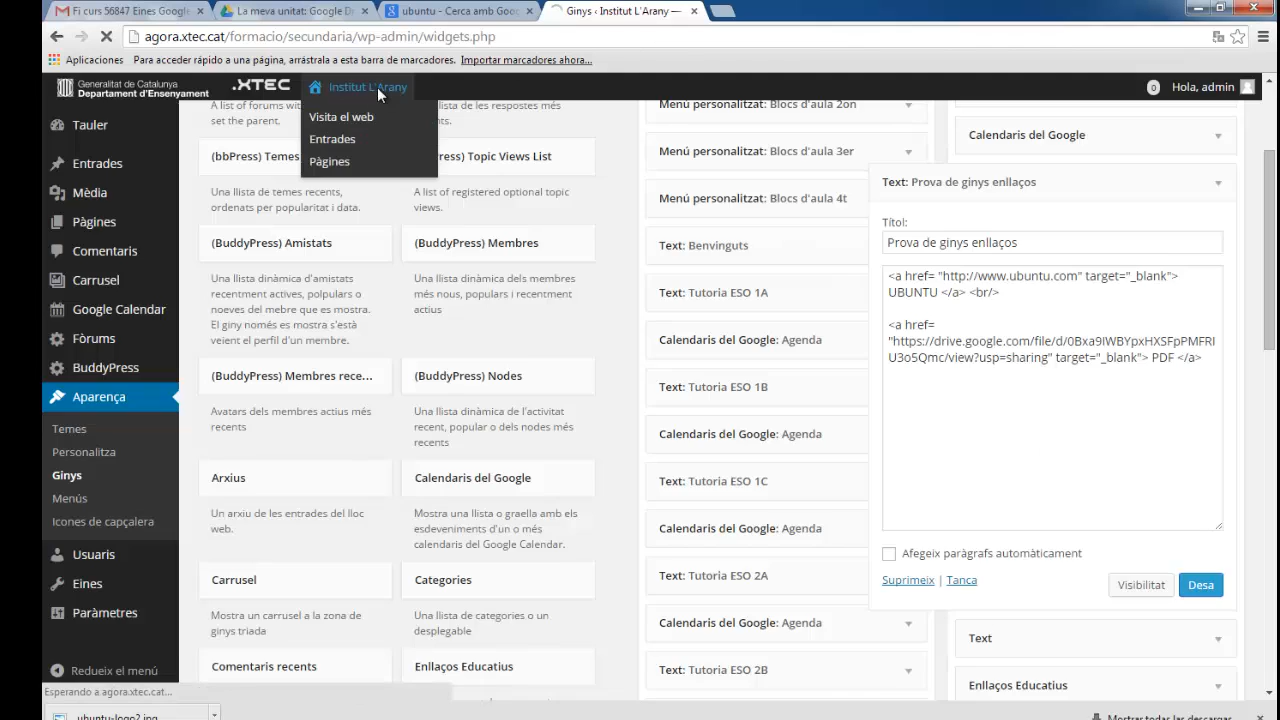 Fi curs 56847 Eines Google
La meva unitat: Google Dr
ubuntu - Cerca amb Goog
Ginys ‹ Institut L'Arany —
agora.xtec.cat/formacio/secundaria/wp-admin/widgets.php
Aplicaciones
Para acceder rápido a una página, arrástrala a esta barra de marcadores.
Importar marcadores ahora...
Generalitat de Catalunya
Departament d'Ensenyament
.XTEC
Institut L'Arany
0
Hola, admin
Visita el web
Entrades
Pàgines
Tauler
Entrades
Mèdia
Pàgines
Comentaris
Carrusel
Google Calendar
Fòrums
BuddyPress
Aparença
Temes
Personalitza
Ginys
Menús
Icones de capçalera
Usuaris
Eines
Paràmetres
Redueix el menú
A list of forums
set the parent.
de les respostes més
(bbPress) Temes
Topic Views List
Una llista de temes recents,
ordenats per popularitat i data.
A list of registered optional topic
views.
(BuddyPress) Amistats
(BuddyPress) Membres
Una llista dinàmica d'amistats
recentment actives, polpulars o
noeves del mebre que es mostra.
El giny només es mostra s'està
veient el perfil d'un membre.
Una llista dinàmica dels membres
més nous, populars i recentment
actius
(BuddyPress) Membres rece...
(BuddyPress) Nodes
Avatars dels membres actius més
recents
Una llista dinàmica de l'activitat
recent, popular o dels nodes més
recents
Arxius
Calendaris del Google
Un arxiu de les entrades del lloc
web.
Mostra una llista o graella amb els
esdeveniments d'un o més
calendaris del Google Calendar.
Carrusel
Categories
Mostra un carrusel a la zona de
ginys triada
Una llista de categories o un
desplegable
Comentaris recents
Enllaços Educatius
Menú personalitzat: Blocs d'aula 2on
Menú personalitzat: Blocs d'aula 3er
Menú personalitzat: Blocs d'aula 4t
Text: Benvinguts
Text: Tutoria ESO 1A
Calendaris del Google: Agenda
Text: Tutoria ESO 1B
Calendaris del Google: Agenda
Text: Tutoria ESO 1C
Calendaris del Google: Agenda
Text: Tutoria ESO 2A
Calendaris del Google: Agenda
Text: Tutoria ESO 2B
Calendaris del Google
Text: Prova de ginys enllaços
Títol:
Prova de ginys enllaços
<a href= "http://www.ubuntu.com" target="_blank">
UBUNTU </a> <br/>
<a href=
"https://drive.google.com/file/d/0Bxa9IWBYpxHXSFpPMFRI
U3o5Qmc/view?usp=sharing" target="_blank"> PDF </a>
Afegeix paràgrafs automàticament
Suprimeix | Tanca
Visibilitat
Desa
Text
Enllaços Educatius
Esperando a agora.xtec.cat...
ubuntu-logo2.jpg
Mostrar todas las descargas...